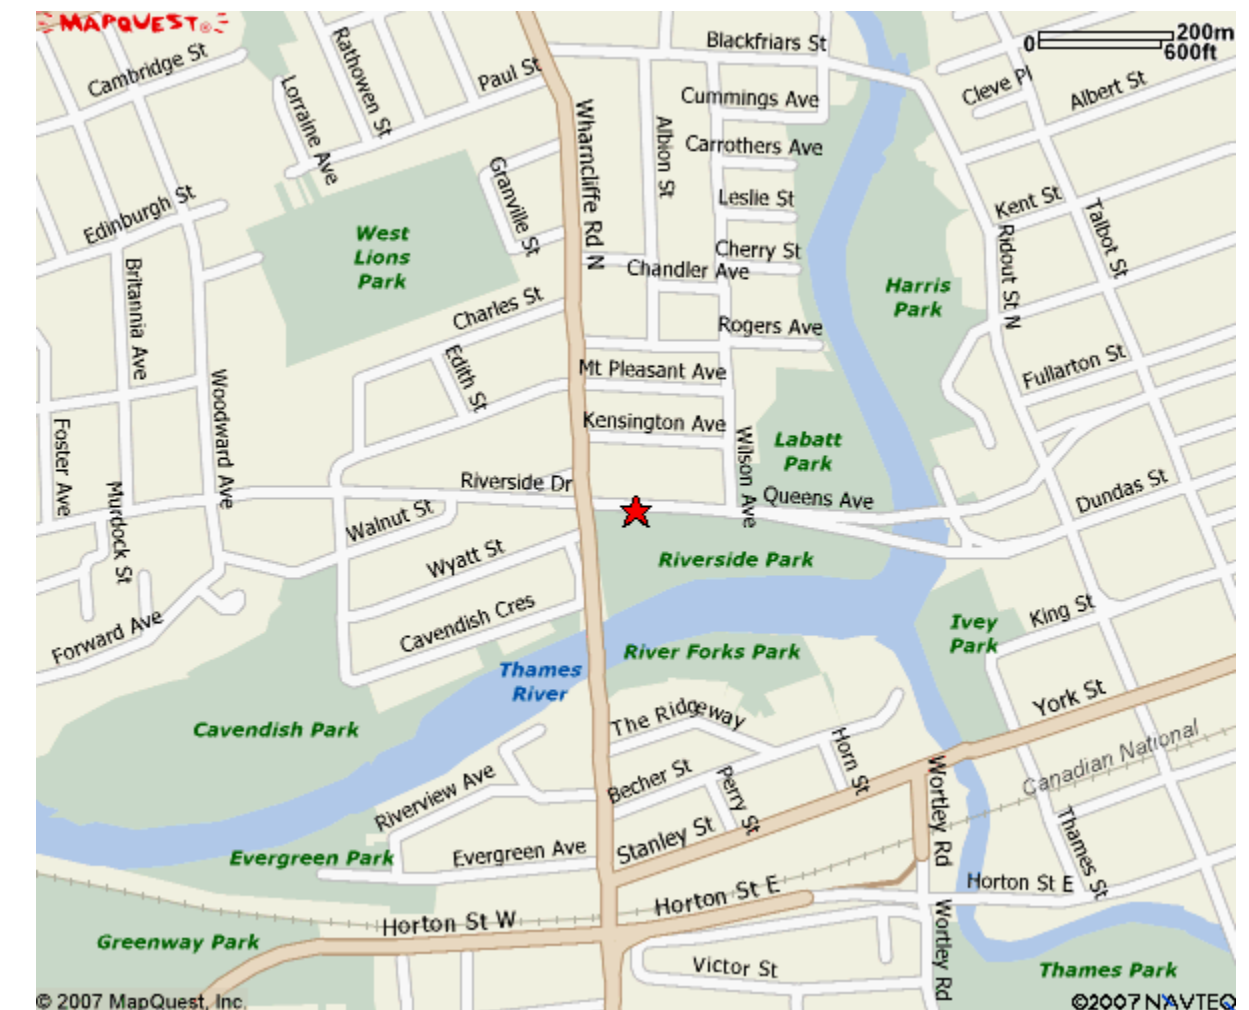 MAPQUEST®
Blackfriars St
0
200m
600ft
Cambridge St
Rathowen St
Paul St
Lorraine Ave
Cummings Ave
Cleve Pl
Albert St
Wharncliffe Rd N
Albion St
Carrothers Ave
Granville St
Leslie St
Kent St
Talbot St
Edinburgh St
West
Lions
Park
Cherry St
Chandler Ave
Ridout St N
Harris
Park
Britannia Ave
Charles St
Rogers Ave
Edith St
Mt Pleasant Ave
Fullarton St
Woodward Ave
Kensington Ave
Foster Ave
Labatt
Park
Wilson Ave
Murdock St
Riverside Dr
Queens Ave
Dundas St
Walnut St
Wyatt St
Riverside Park
Forward Ave
Cavendish Cres
King St
Ivey
Park
Thames
River
River Forks Park
Cavendish Park
The Ridgeway
York St
Horn St
Canadian National
Riverview Ave
Becher St
Perry St
Wortley Rd
Stanley St
Thames St
Evergreen Park
Evergreen Ave
Horton St E
Horton St E
Horton St W
Wortley Rd
Greenway Park
Victor St
Thames Park
© 2007 MapQuest, Inc.
©2007 NAVTEQ